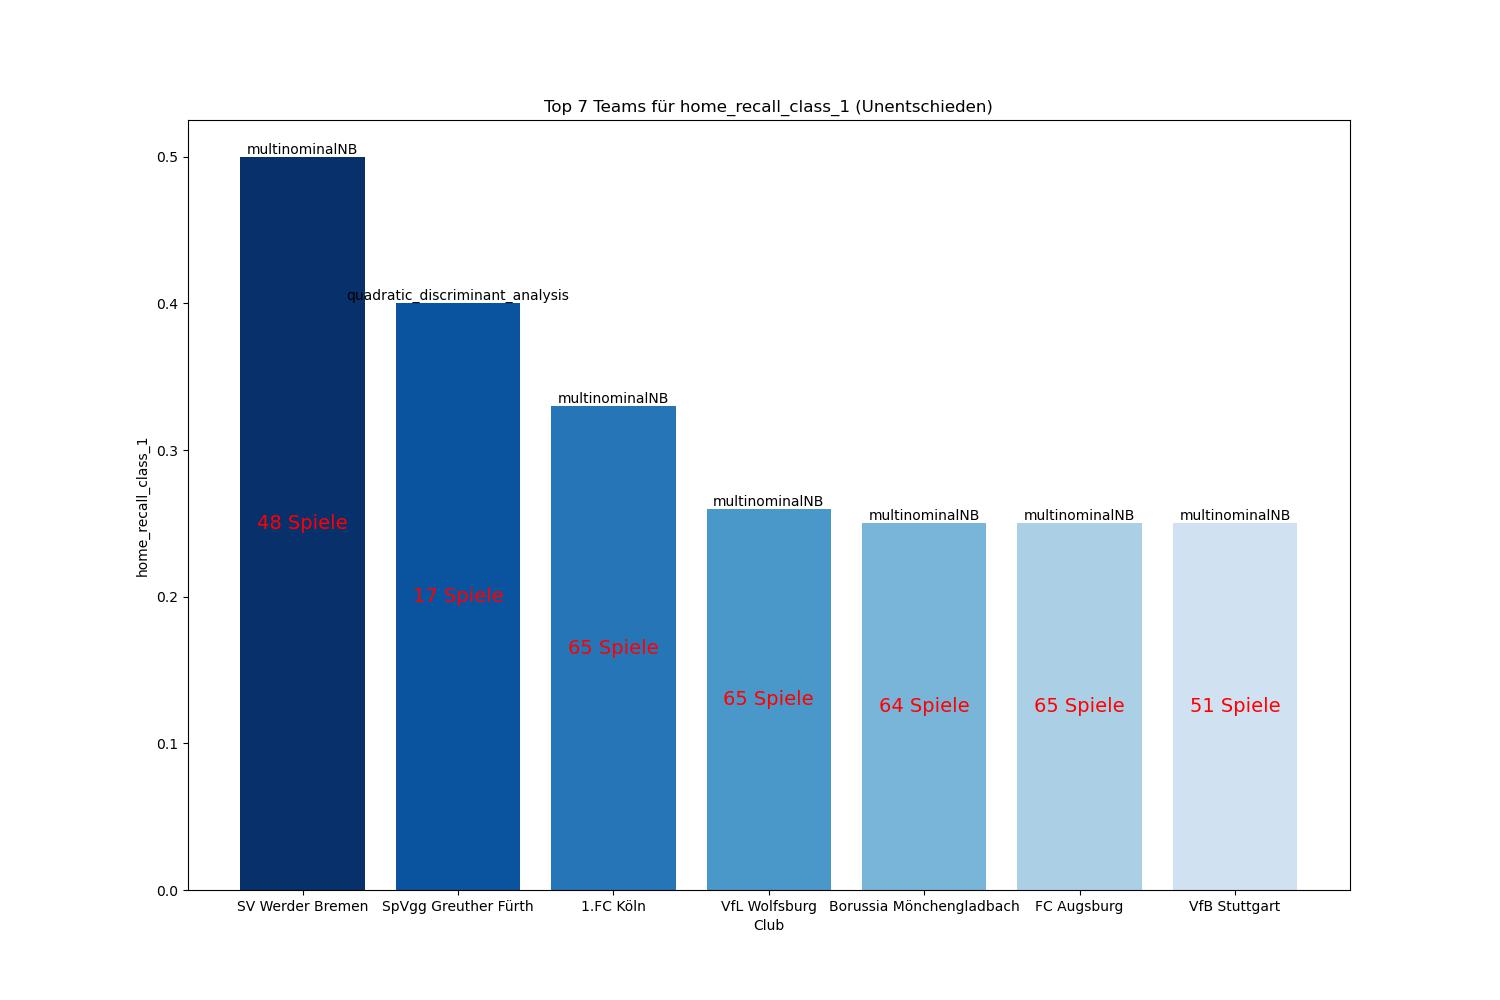 Top 7 Teams für home_recall_class_1 (Unentschieden)
home_recall_class_1
0.5
0.4
0.3
0.2
0.1
0.0
multinominalNB
quadratic_discriminant_analysis
multinominalNB
multinominalNB
multinominalNB
multinominalNB
multinominalNB
48 Spiele
17 Spiele
65 Spiele
65 Spiele
64 Spiele
65 Spiele
51 Spiele
SV Werder Bremen
SpVgg Greuther Fürth
1.FC Köln
VfL Wolfsburg
Borussia Mönchengladbach
FC Augsburg
VfB Stuttgart
Club